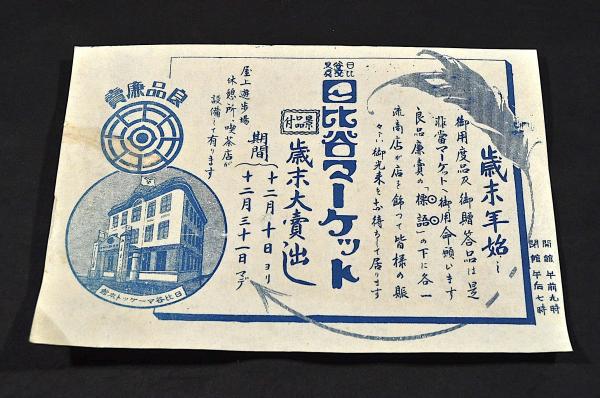 歳末年始……
御用度品及御贈答品は是
非當マーケットへ御用命願います
良品廉賣の「標語」の下に各一
流商店が店を飾つて皆様の賑
々しい御光来をお待ちして居ります
開館 午前九時
閉館 午后七時
日比谷マーケット
景品付
歳末大賣出し
期間
十二月十日ヨリ
十二月三十一日マデ
屋上遊歩場
休憩所、喫茶店が
設備して有ります
良品廉賣
日比谷マーケット